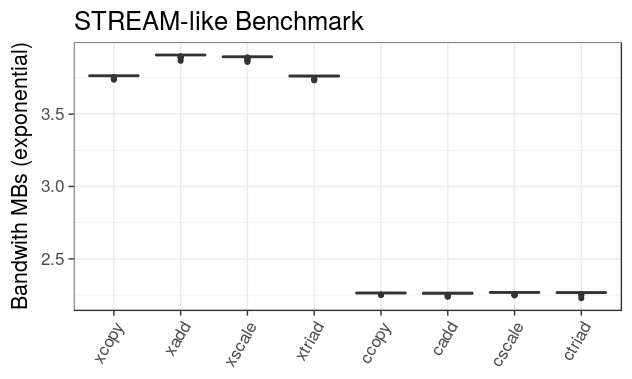 STREAM-like Benchmark
Bandwith MBs (exponential)
3.5
3.0
2.5
xcopy
xadd
xscale
xtriad
ccopy
cadd
cscale
ctriad